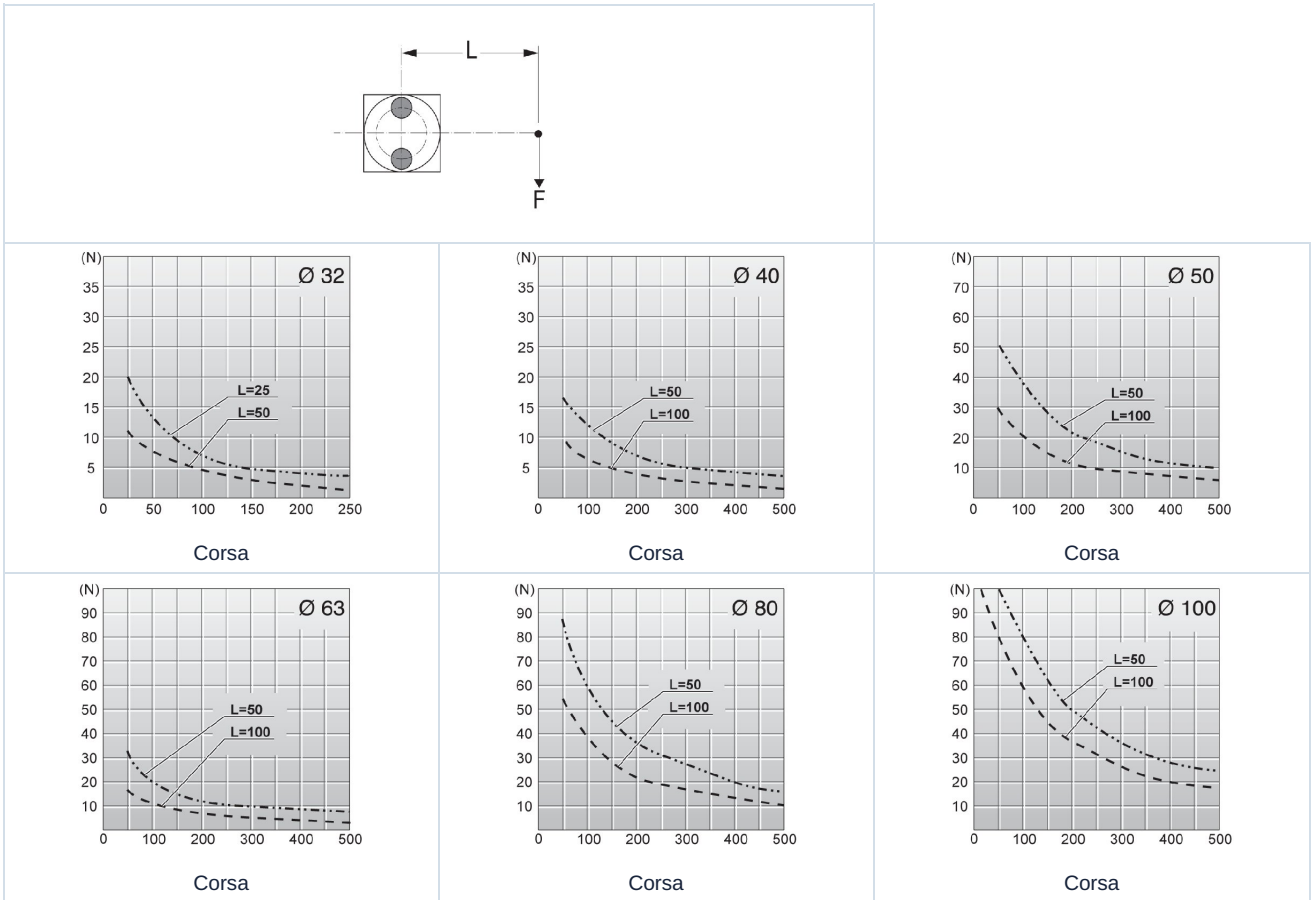 L
F
(N)
Ø 32
35
30
25
20
15
10
5
L=25
L=50
0 50 100 150 200 250
Corsa
(N)
Ø 40
35
30
25
20
15
10
5
L=50
L=100
0 100 200 300 400 500
Corsa
(N)
Ø 50
70
60
50
40
30
20
10
L=50
L=100
0 100 200 300 400 500
Corsa
(N)
Ø 63
90
80
70
60
50
40
30
20
10
L=50
L=100
0 100 200 300 400 500
Corsa
(N)
Ø 80
90
80
70
60
50
40
30
20
10
L=50
L=100
0 100 200 300 400 500
Corsa
(N)
Ø 100
90
80
70
60
50
40
30
20
10
L=50
L=100
0 100 200 300 400 500
Corsa